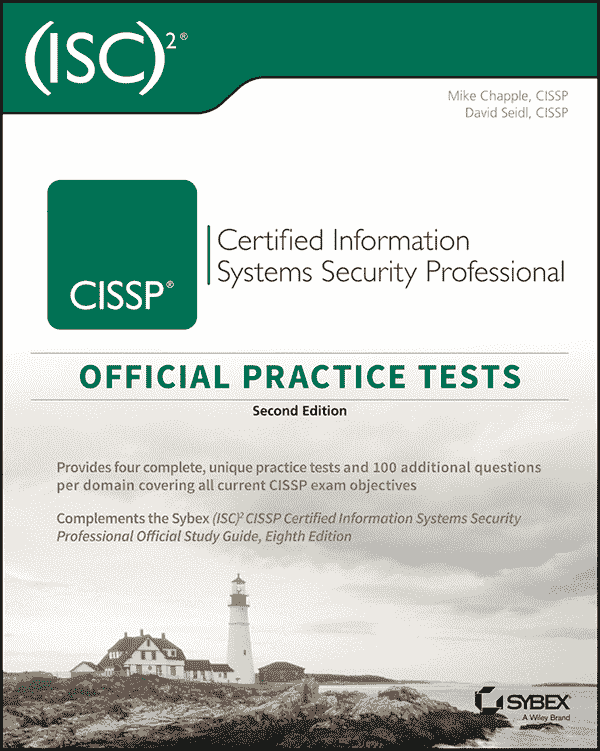 (ISC)²®
Mike Chapple, CISSP
David Seidl, CISSP
CISSP®
Certified Information
Systems Security Professional
OFFICIAL PRACTICE TESTS
Second Edition
Provides four complete, unique practice tests and 100 additional questions
per domain covering all current CISSP exam objectives
Complements the Sybex (ISC)² CISSP Certified Information Systems Security
Professional Official Study Guide, Eighth Edition
SYBEX
A Wiley Brand